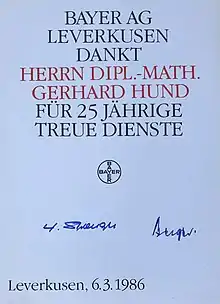 BAYER AG
LEVERKUSEN
DANKT
HERRN DIPL.-MATH.
GERHARD HUND
FÜR 25 JÄHRIGE
TREUE DIENSTE
BAYER
BAYER
Leverkusen, 6.3.1986